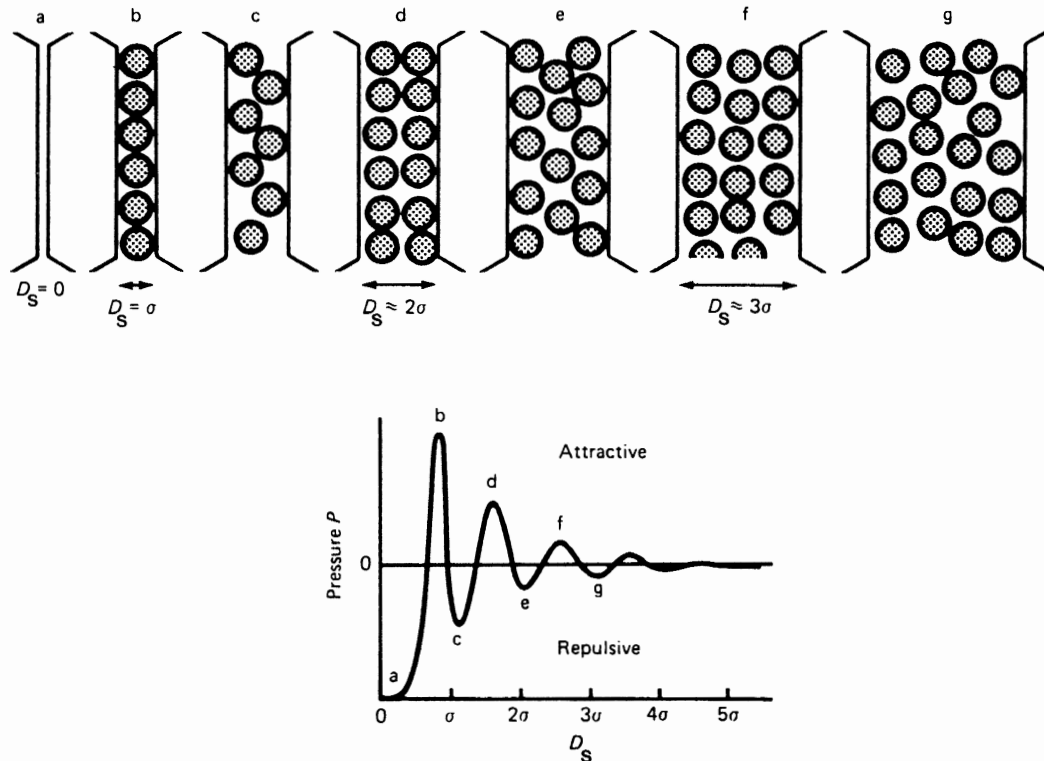 a b c d e f g
D_S = 0
D_S = σ
D_S ≈ 2σ
D_S ≈ 3σ
b
Attractive
d
f
Pressure P
0
e
g
c
Repulsive
a
0 σ 2σ 3σ 4σ 5σ
D_S